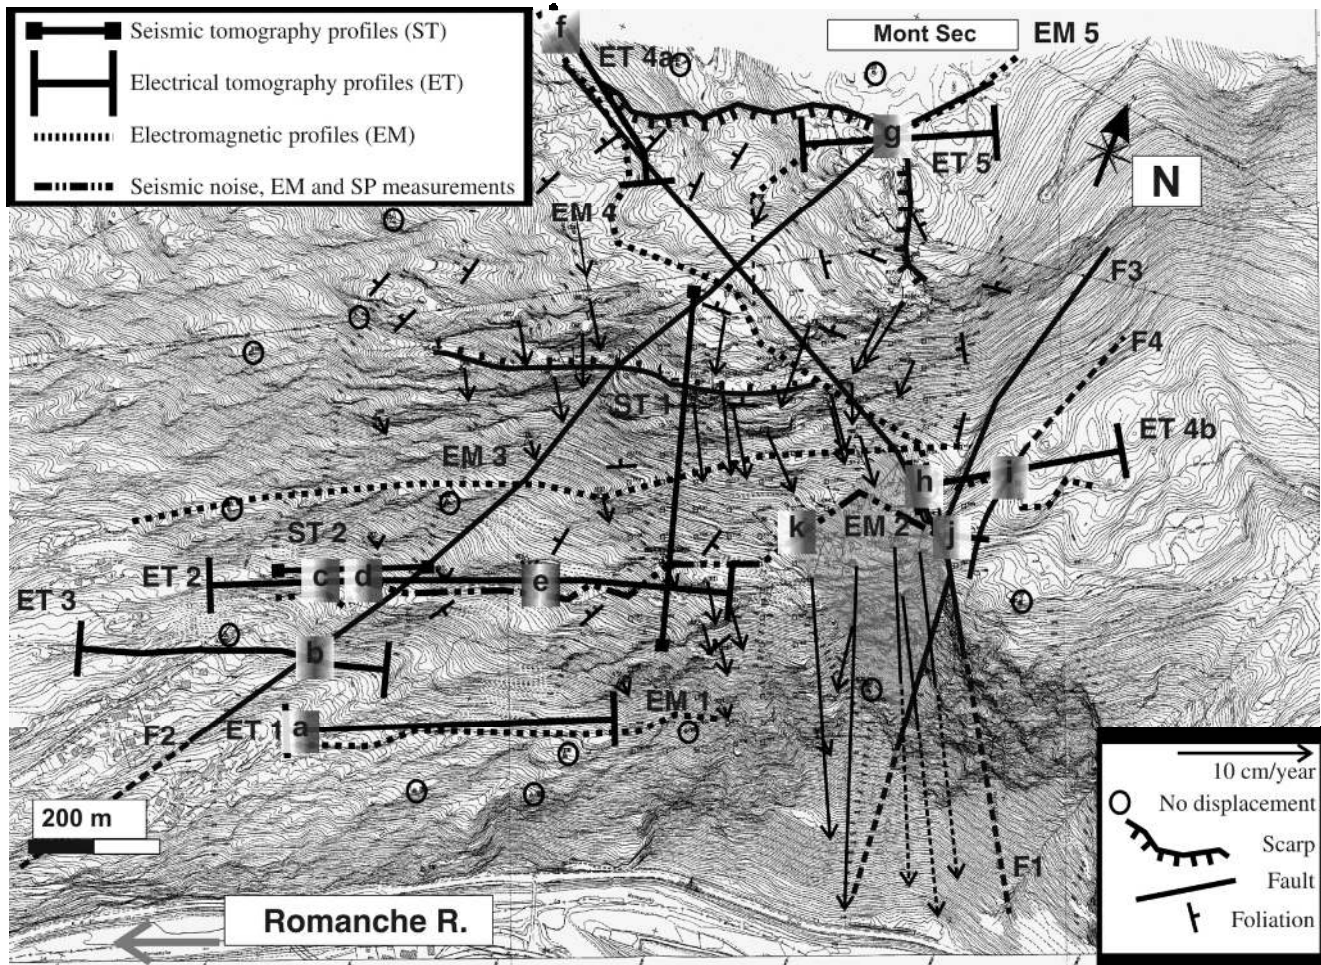 Seismic tomography profiles (ST)
Electrical tomography profiles (ET)
Electromagnetic profiles (EM)
Seismic noise, EM and SP measurements
f
ET 4a
Mont Sec
EM 5
g
ET 5
N
EM 4
F3
F4
ST 1
ET 4b
EM 3
h
i
k
EM 2
j
ST 2
ET 2
c
d
e
ET 3
b
EM 1
F2
ET 1
a
10 cm/year
No displacement
Scarp
Fault
Foliation
200 m
F1
Romanche R.